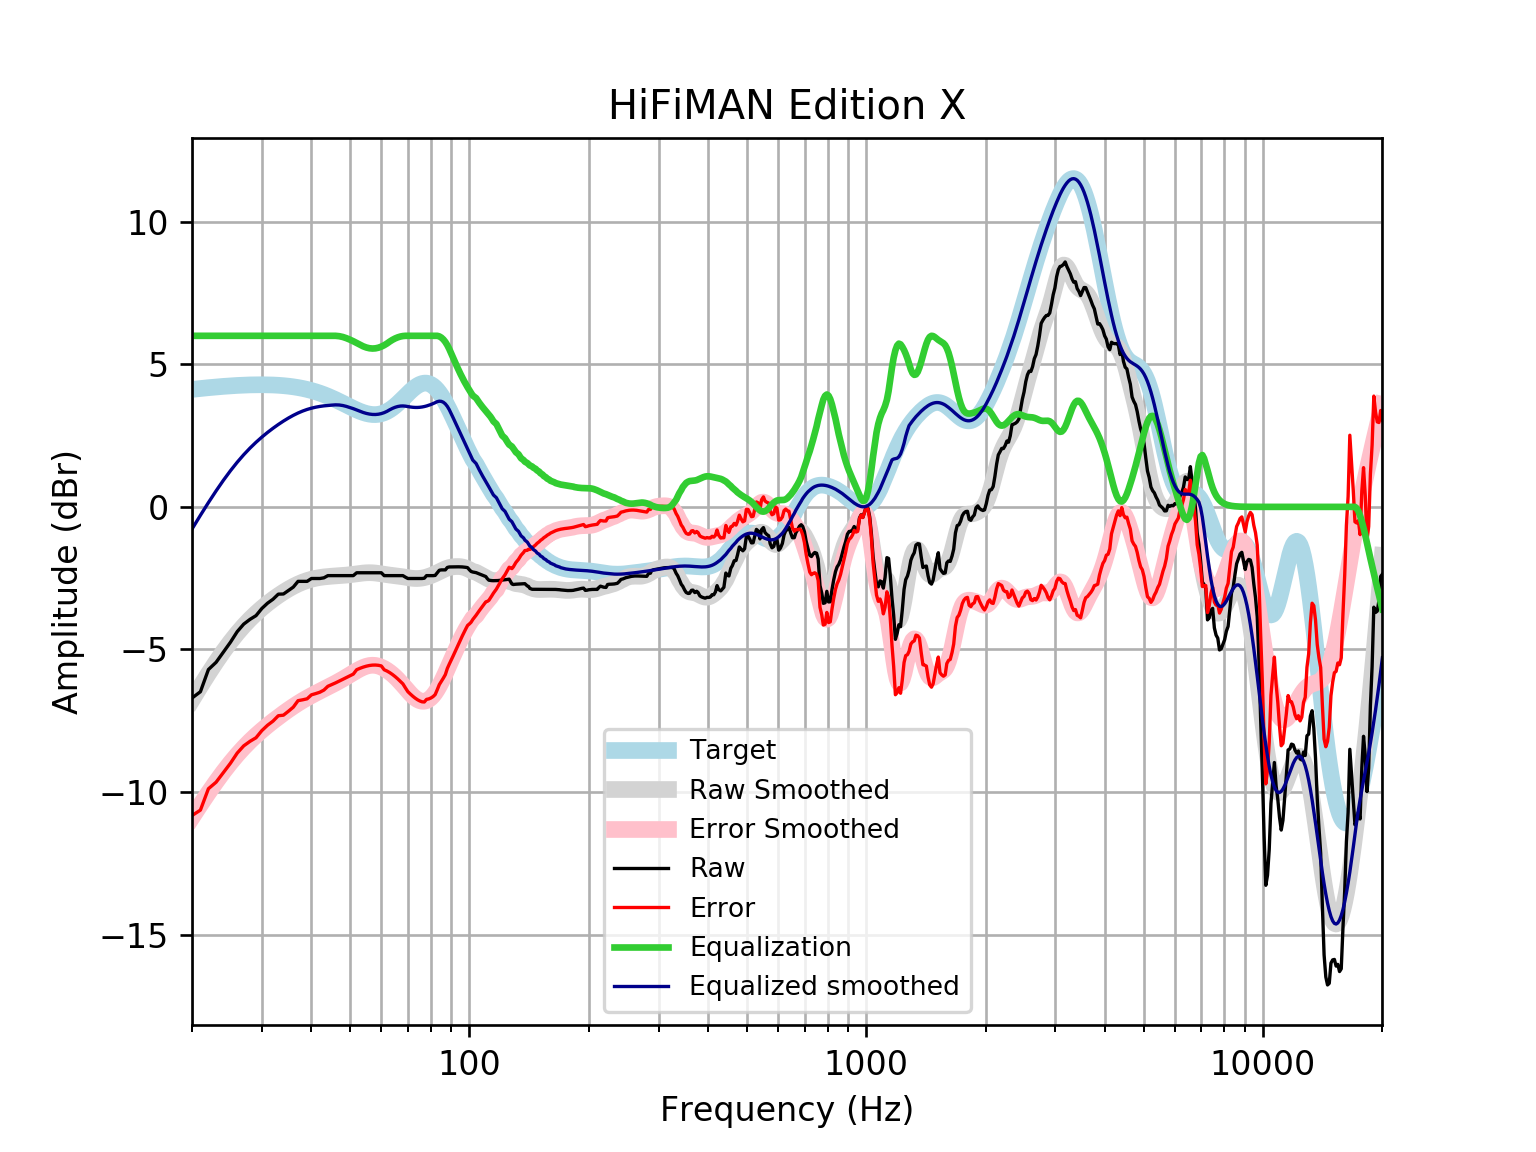 HiFiMAN Edition X
10
5
0
−5
−10
−15
Amplitude (dBr)
Target
Raw Smoothed
Error Smoothed
Raw
Error
Equalization
Equalized smoothed
100 1000 10000
Frequency (Hz)